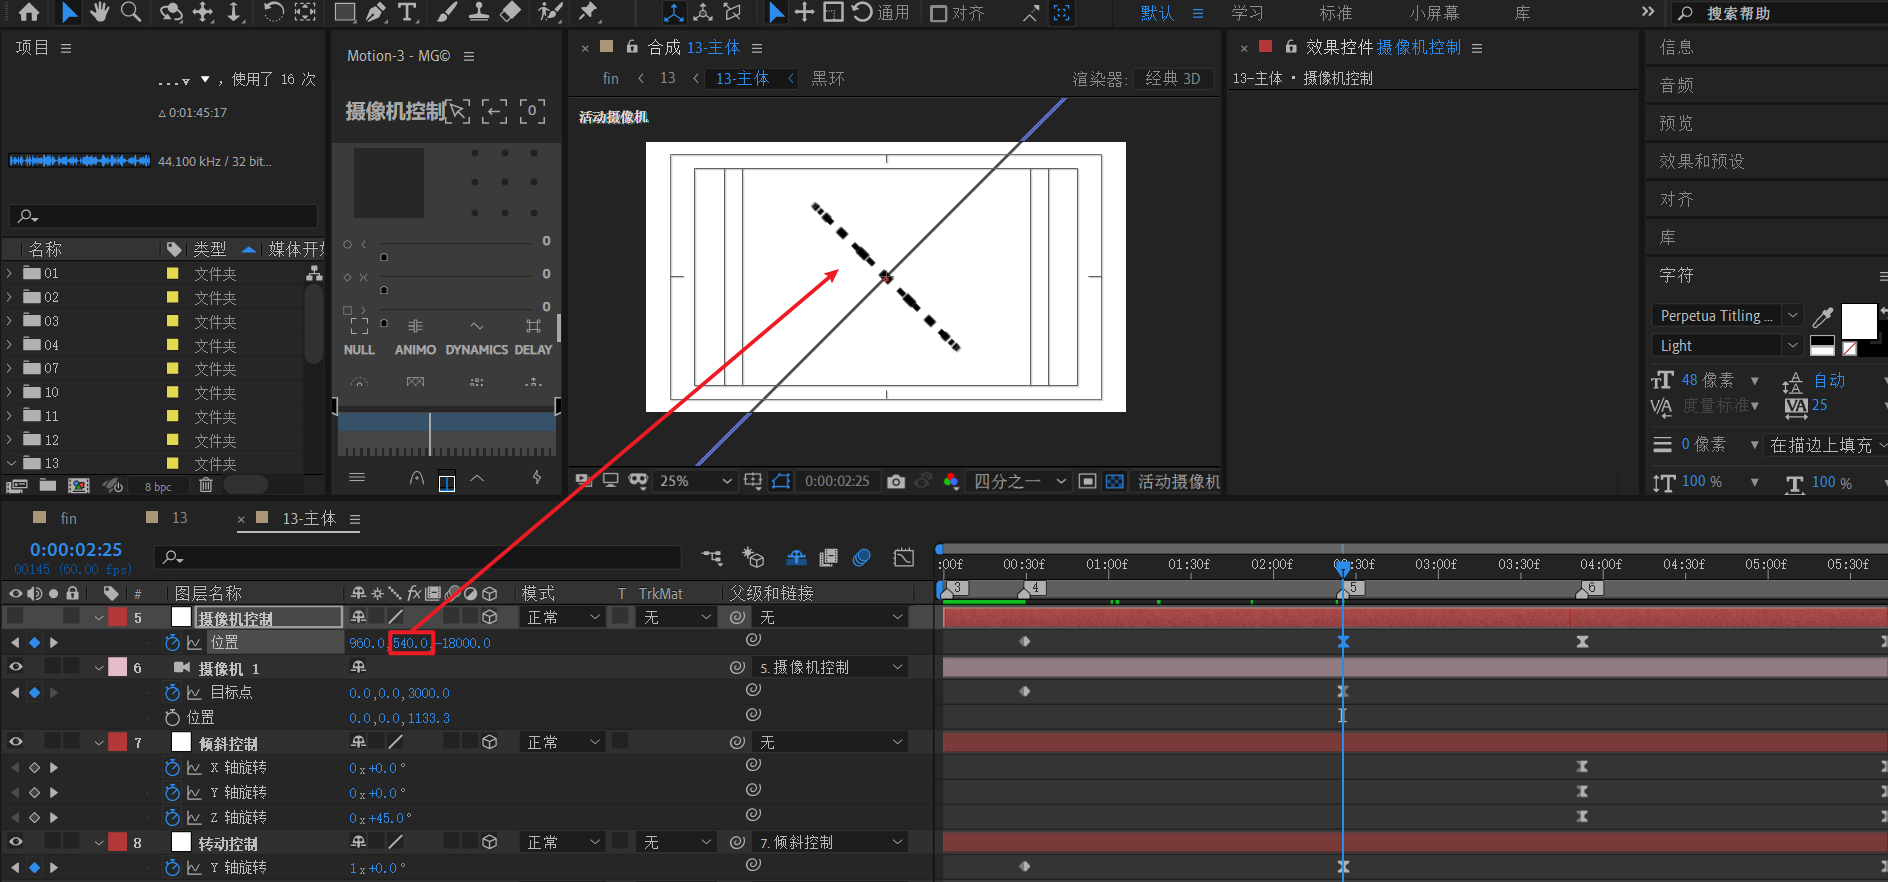 通用
对齐
默认
学习
标准
小屏幕
库
搜索帮助
项目
, 使用了 16 次
△ 0:01:45:17
44.100 kHz / 32 bit...
名称
类型
媒体开始
01 文件夹
02 文件夹
03 文件夹
04 文件夹
07 文件夹
10 文件夹
11 文件夹
12 文件夹
13 文件夹
8 bpc
Motion-3 - MG©
摄像机控制
0
0
0
0
NULL ANIMO DYNAMICS DELAY
合成 13-主体
fin 13 13-主体 黑环
渲染器: 经典 3D
活动摄像机
25%
0:00:02:25
四分之一
活动摄像机
效果控件 摄像机控制
13-主体 • 摄像机控制
信息
音频
预览
效果和预设
对齐
库
字符
Perpetua Titling ...
Light
48 像素
自动
度量标准
25
0 像素
在描边上填充
100 %
100 %
fin
13
13-主体
0:00:02:25
00145 (60.00 fps)
# 图层名称 模式 T TrkMat 父级和链接
:00f 00:30f 01:00f 01:30f 02:00f 02:30f 03:00f 03:30f 04:00f 04:30f 05:00f 05:30f
3 4 5 6
5 摄像机控制 正常 无 无
位置 960.0,540.0,-18000.0
6 摄像机 1 5. 摄像机控制
目标点 0.0,0.0,3000.0
位置 0.0,0.0,1133.3
7 倾斜控制 正常 无
X 轴旋转 0x+0.0°
Y 轴旋转 0x+0.0°
Z 轴旋转 0x+45.0°
8 转动控制 正常 无 7. 倾斜控制
Y 轴旋转 1x+0.0°